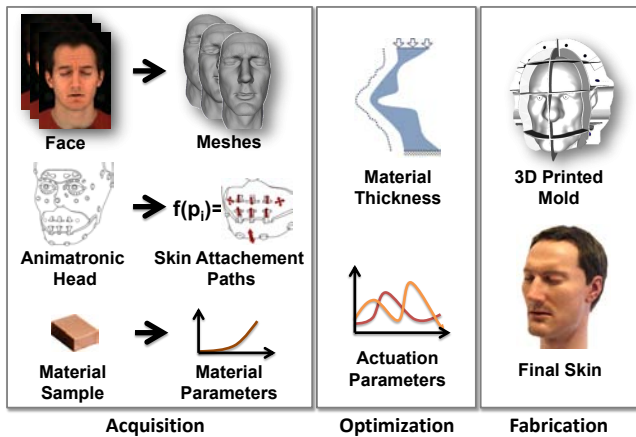 Face
Meshes
Animatronic
Head
f(pi)=
Skin Attachement
Paths
Material
Sample
Material
Parameters
Acquisition
Material
Thickness
Actuation
Parameters
Optimization
3D Printed
Mold
Final Skin
Fabrication